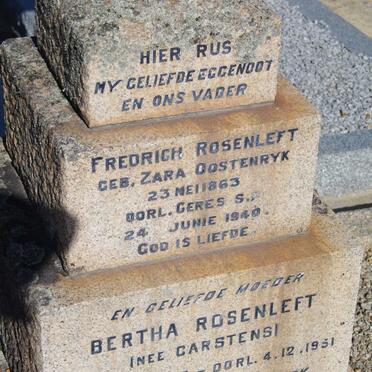 HIER RUS
MY GELIEFDE EGGENOOT
EN ONS VADER
FREDRICH ROSENLEFT
GEB. ZARA OOSTENRYK
23 MEI 1863
OORL. CERES S.P.
24 JUNIE 1940.
GOD IS LIEFDE.
EN GELIEFDE MOEDER
BERTHA ROSENLEFT
(NEE CARSTENS)
OORL. 4.12.1951